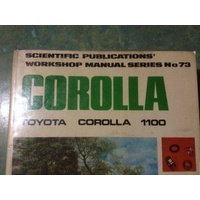 SCIENTIFIC PUBLICATIONS'
WORKSHOP MANUAL SERIES No 73
COROLLA
TOYOTA COROLLA 1100